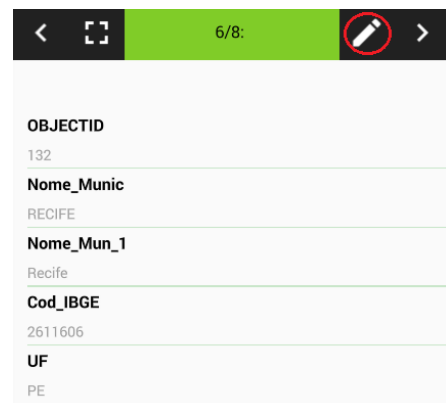 6/8:
OBJECTID
132
Nome_Munic
RECIFE
Nome_Mun_1
Recife
Cod_IBGE
2611606
UF
PE